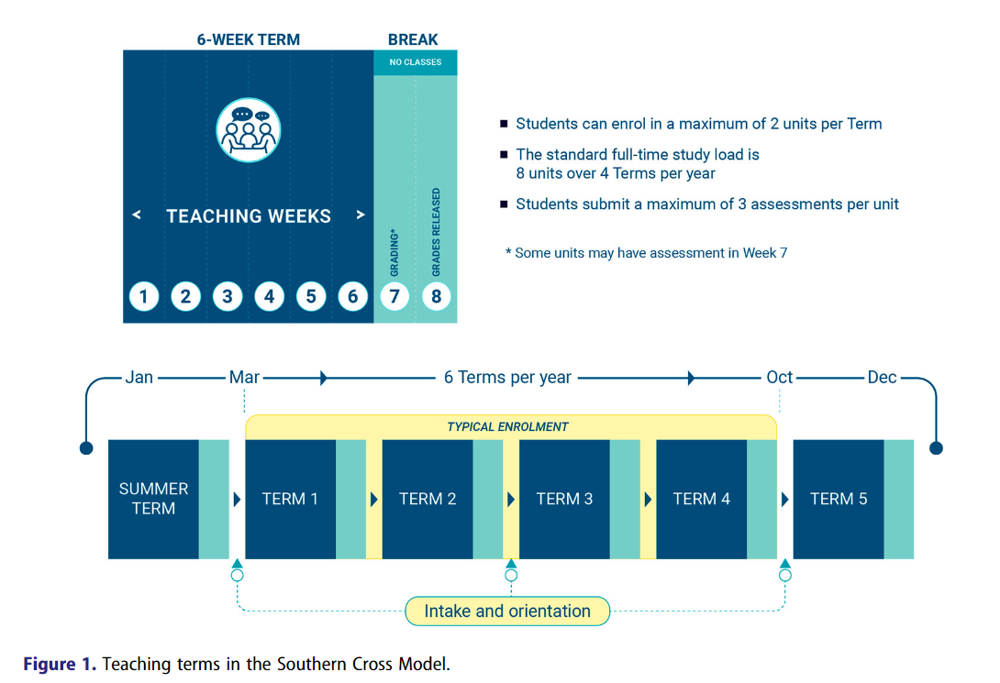 6-WEEK TERM
BREAK
NO CLASSES
< TEACHING WEEKS >
GRADING*
GRADES RELEASED
1 2 3 4 5 6 7 8
Students can enrol in a maximum of 2 units per Term
The standard full-time study load is
8 units over 4 Terms per year
Students submit a maximum of 3 assessments per unit
* Some units may have assessment in Week 7
Jan Mar 6 Terms per year Oct Dec
TYPICAL ENROLMENT
SUMMER
TERM
TERM 1
TERM 2
TERM 3
TERM 4
TERM 5
Intake and orientation
Figure 1. Teaching terms in the Southern Cross Model.